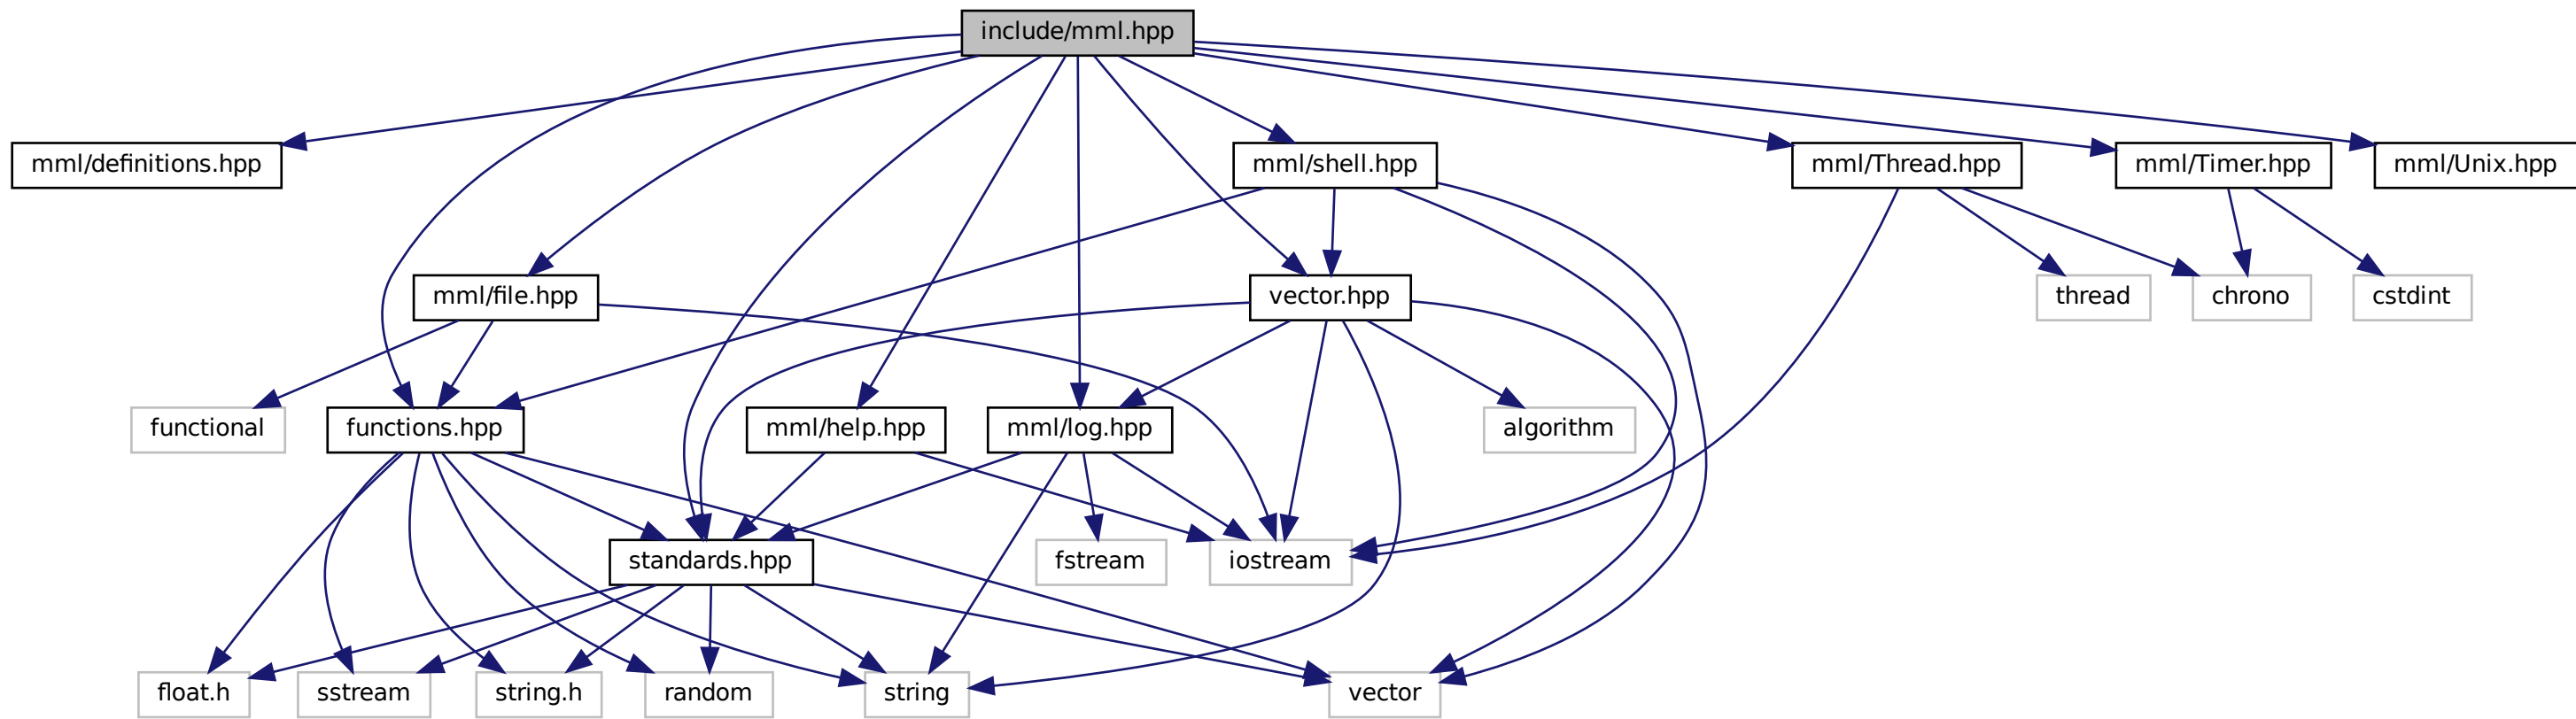 include/mml.hpp
mml/definitions.hpp
mml/shell.hpp
mml/Thread.hpp
mml/Timer.hpp
mml/Unix.hpp
mml/file.hpp
vector.hpp
thread
chrono
cstdint
functional
functions.hpp
mml/help.hpp
mml/log.hpp
algorithm
standards.hpp
fstream
iostream
float.h
sstream
string.h
random
string
vector